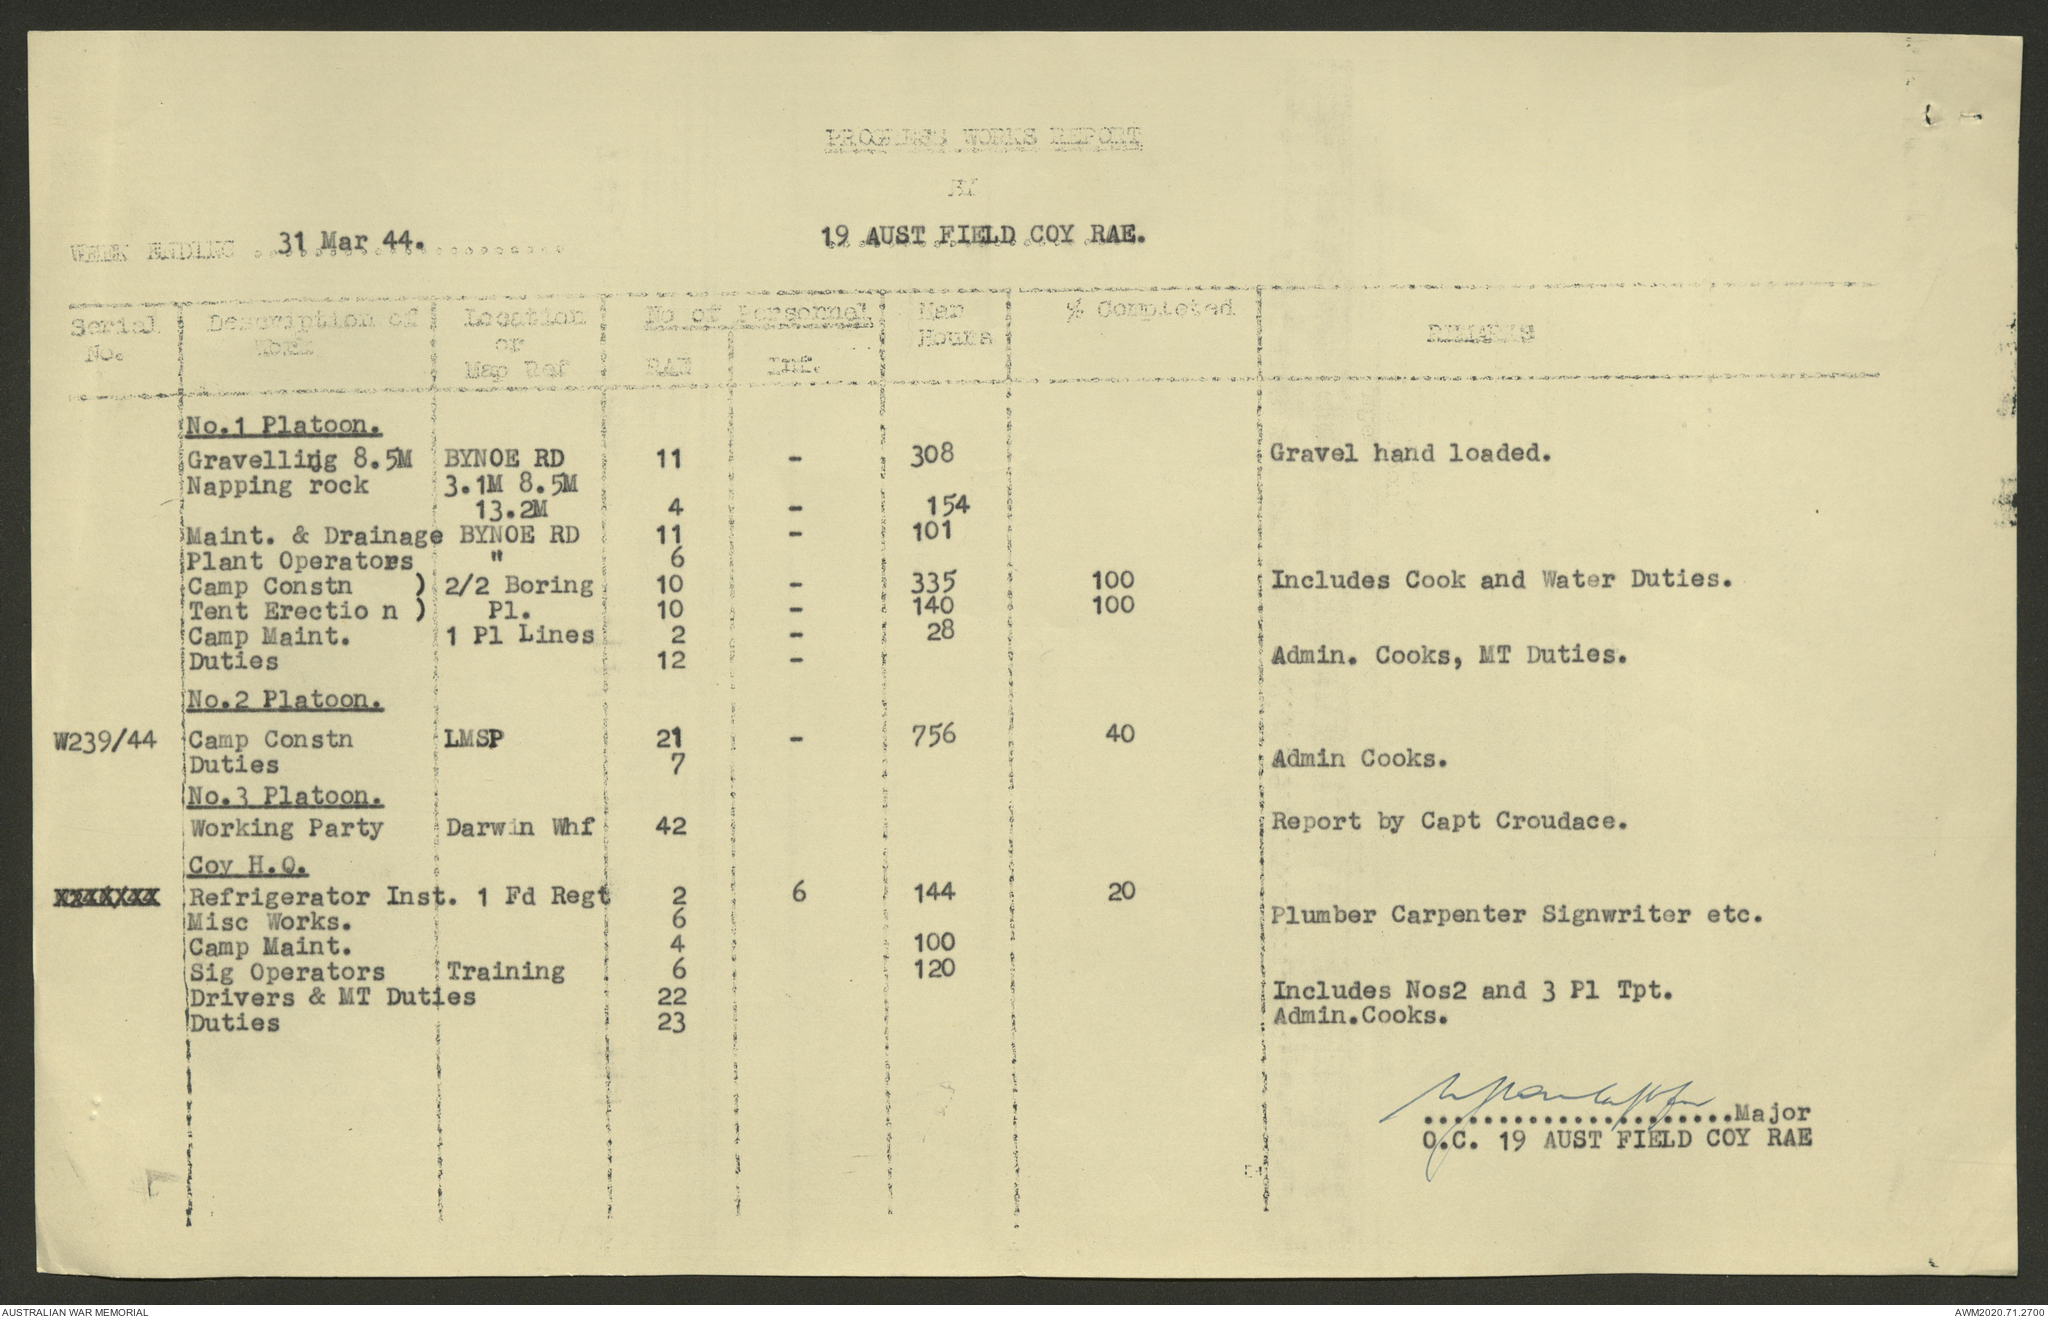 PROGRESS WORKS REPORT
BY
19 AUST FIELD COY RAE.
WEEK ENDING 31 Mar 44.
Serial No. Description of Work Location or Map Ref No of Personnel RAE Inf. Man Hours % Completed REMARKS
No.1 Platoon.
Gravelling 8.5M BYNOE RD 11 - 308 Gravel hand loaded.
Napping rock 3.1M 8.5M
13.2M 4 - 154
Maint. & Drainage BYNOE RD 11 - 101
Plant Operators " 6
Camp Constn ) 2/2 Boring 10 - 335 100 Includes Cook and Water Duties.
Tent Erectio n ) Pl. 10 - 140 100
Camp Maint. 1 Pl Lines 2 - 28
Duties 12 - Admin. Cooks, MT Duties.
No.2 Platoon.
W239/44 Camp Constn LMSP 21 - 756 40
Duties 7 Admin Cooks.
No.3 Platoon.
Working Party Darwin Whf 42 Report by Capt Croudace.
Coy H.Q.
Refrigerator Inst. 1 Fd Regt 2 6 144 20
Misc Works. 6 Plumber Carpenter Signwriter etc.
Camp Maint. 4 100
Sig Operators Training 6 120
Drivers & MT Duties 22 Includes Nos2 and 3 Pl Tpt.
Duties 23 Admin.Cooks.
.....................Major
O.C. 19 AUST FIELD COY RAE
AUSTRALIAN WAR MEMORIAL
AWM2020.71.2700